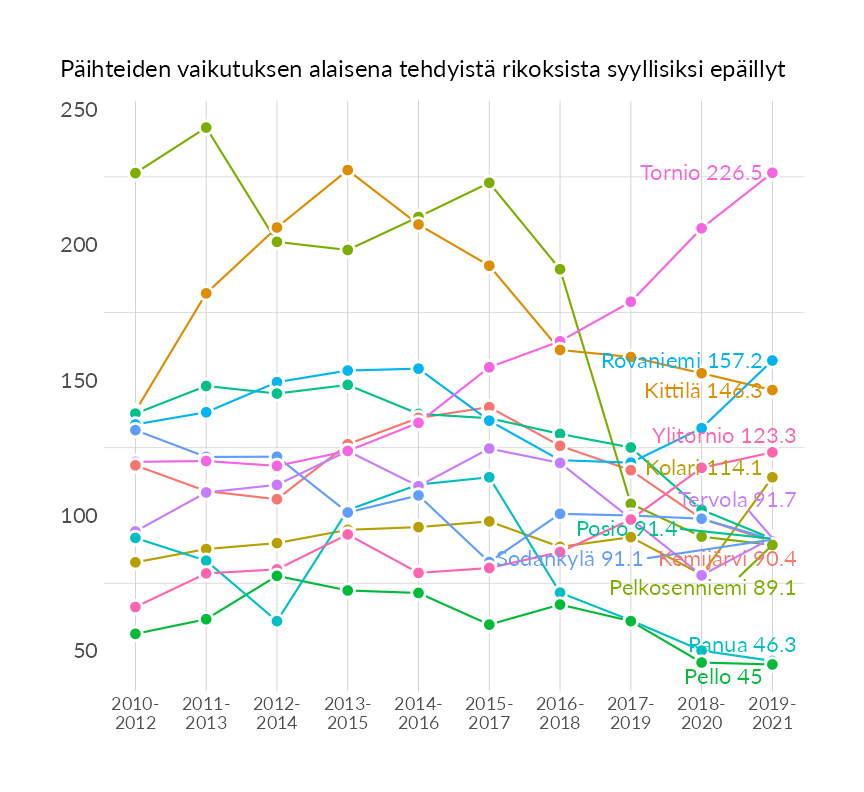 Päihteiden vaikutuksen alaisena tehdyistä rikoksista syyllisiksi epäillyt
250
Tornio 226.5
200
Rovaniemi 157.2
150
Kittilä 146.3
Ylitornio 123.3
Kolari 114.1
Tervola 91.7
100
Posio 91.4
Sodankylä 91.1
Kemijärvi 90.4
Pelkosenniemi 89.1
Ranua 46.3
50
Pello 45
2010-2012 2011-2013 2012-2014 2013-2015 2014-2016 2015-2017 2016-2018 2017-2019 2018-2020 2019-2021